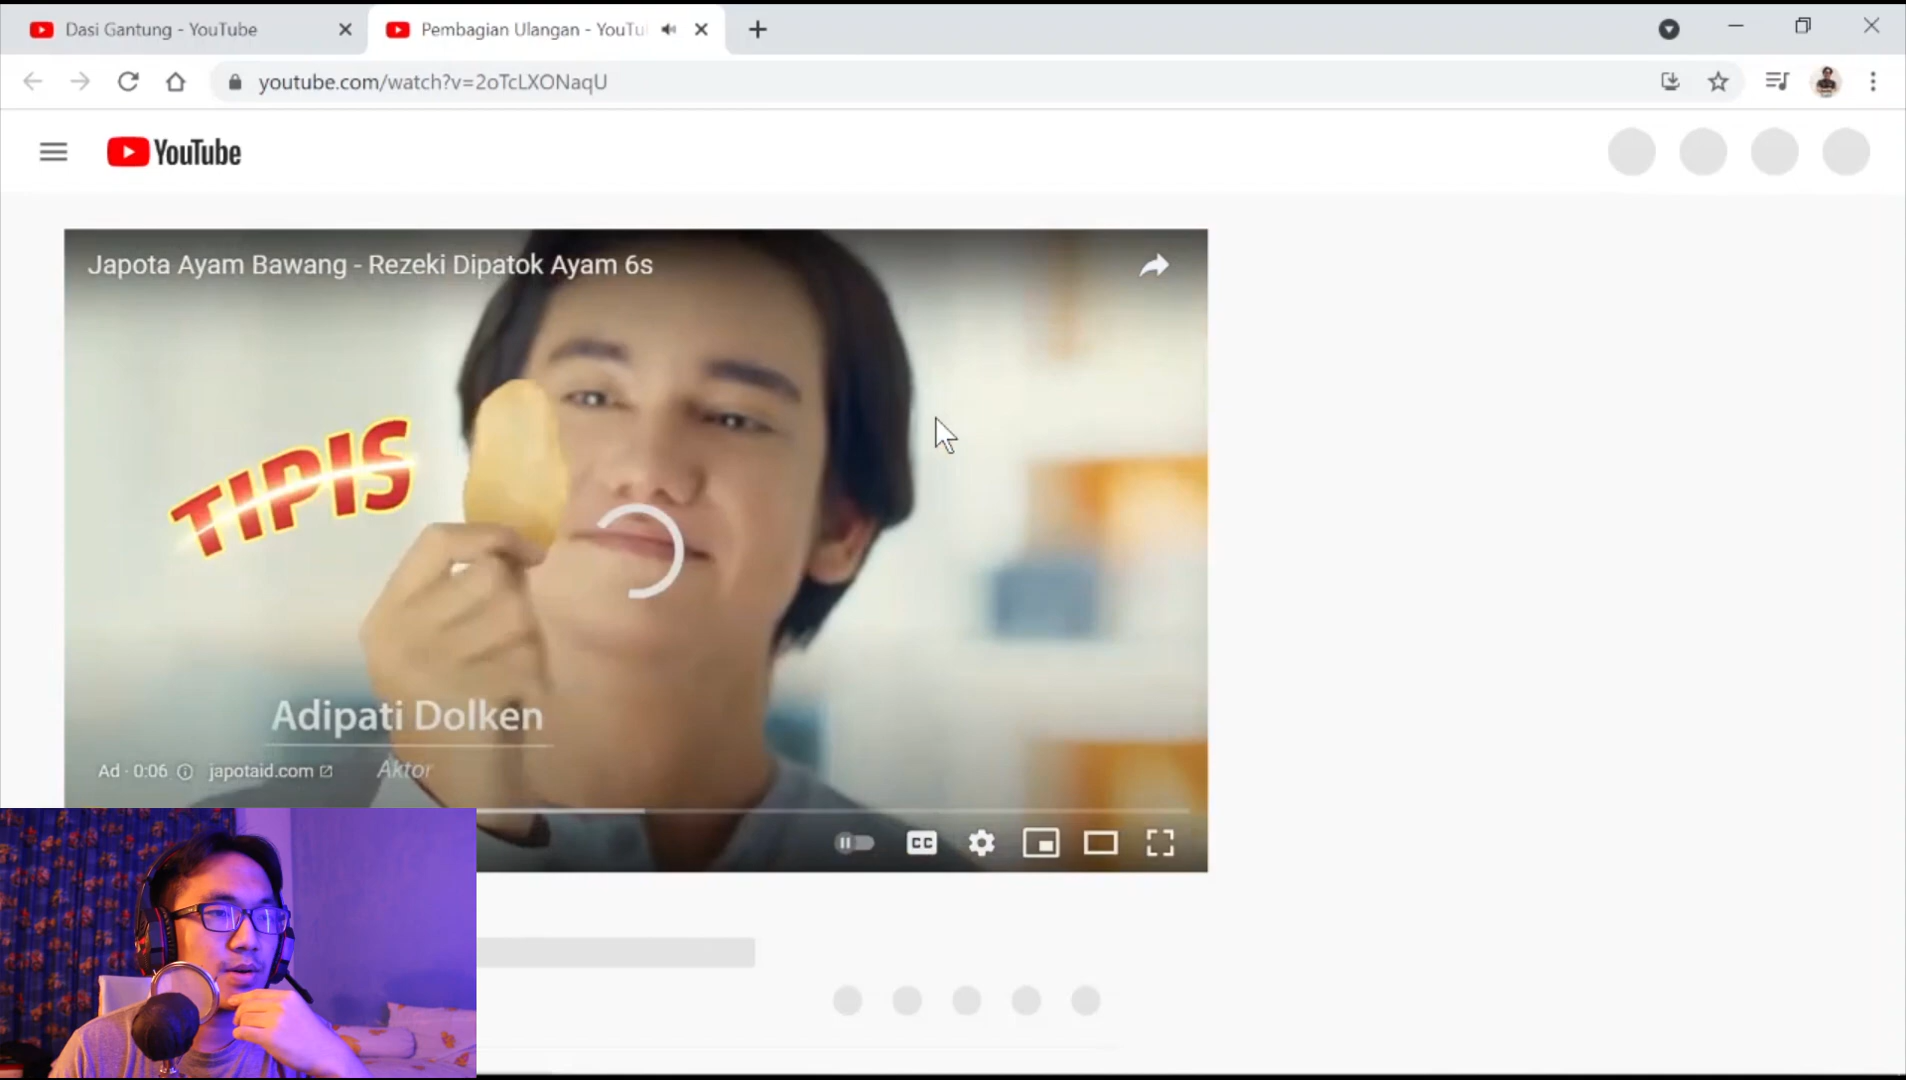 Dasi Gantung - YouTube
Pembagian Ulangan - YouTu
youtube.com/watch?v=2oTcLXONaqU
YouTube
Japota Ayam Bawang - Rezeki Dipatok Ayam 6s
TIPIS
Adipati Dolken
Aktor
Ad · 0:06 japotaid.com
CC